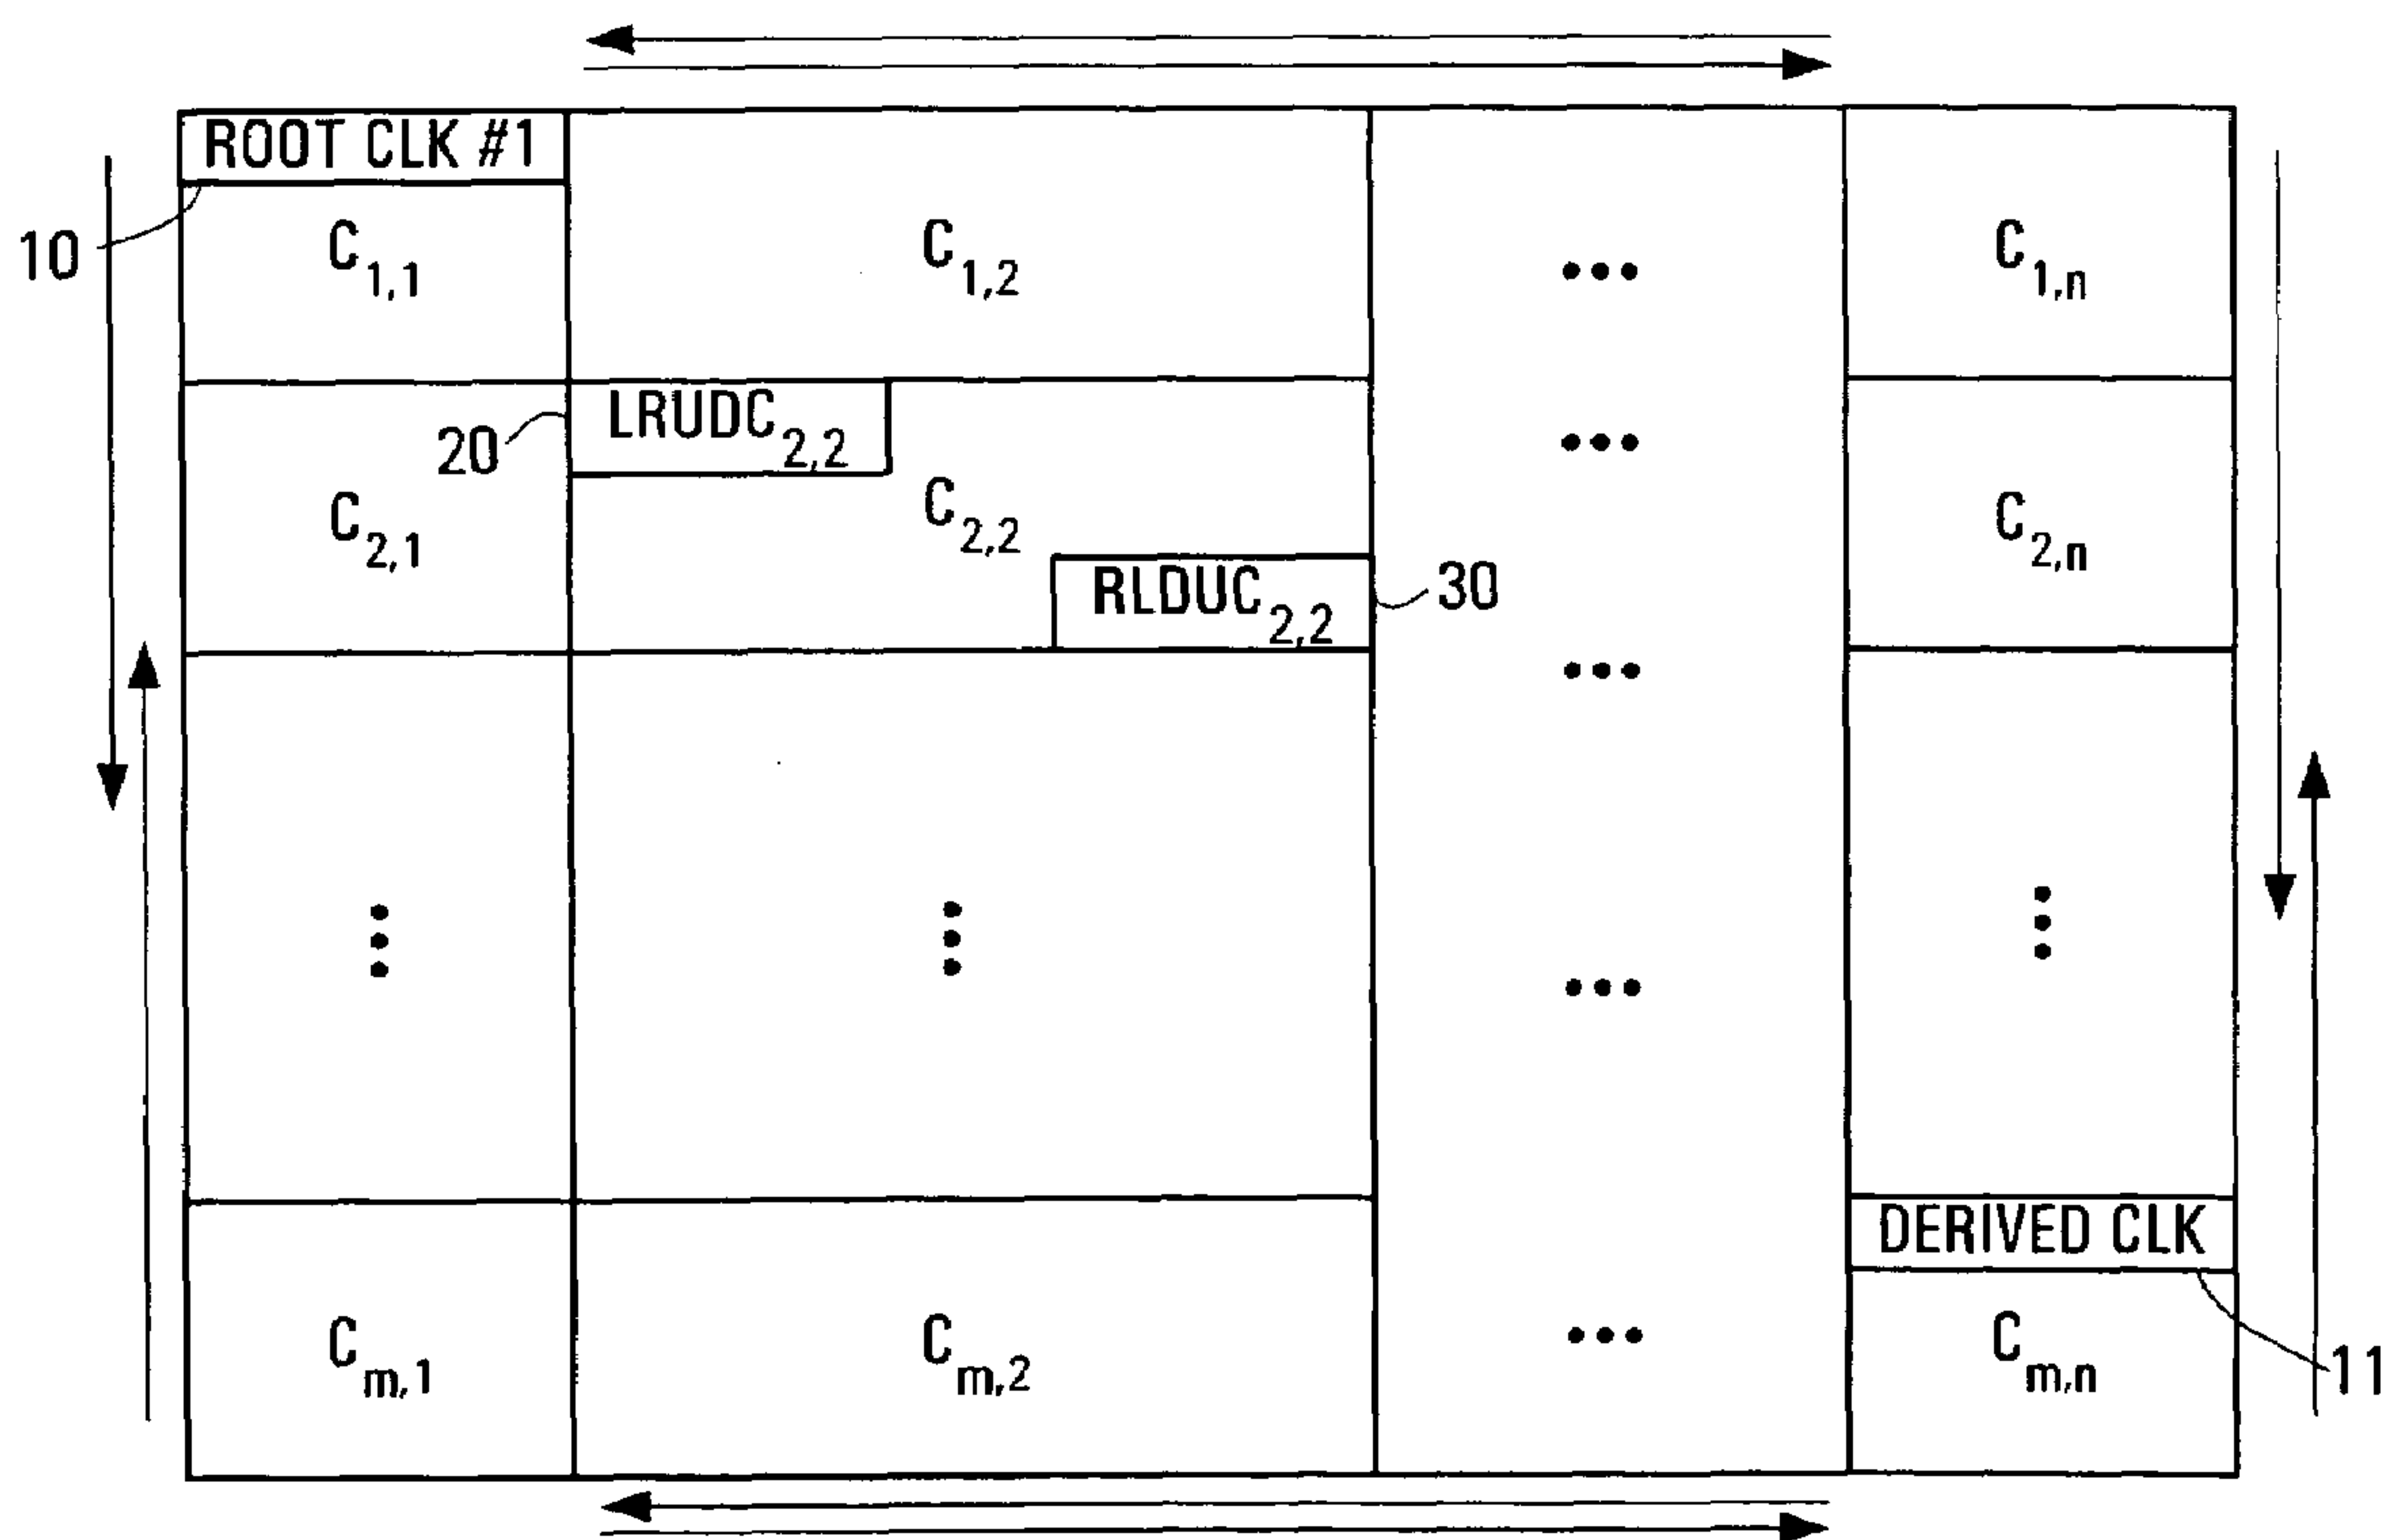 ROOT CLK #1
10
C1,1
C1,2
•••
C1,n
LRUDC2,2
20
•••
C2,1
C2,2
C2,n
RLDUC2,2
30
•••
•••
DERIVED CLK
Cm,1
Cm,2
•••
Cm,n
11